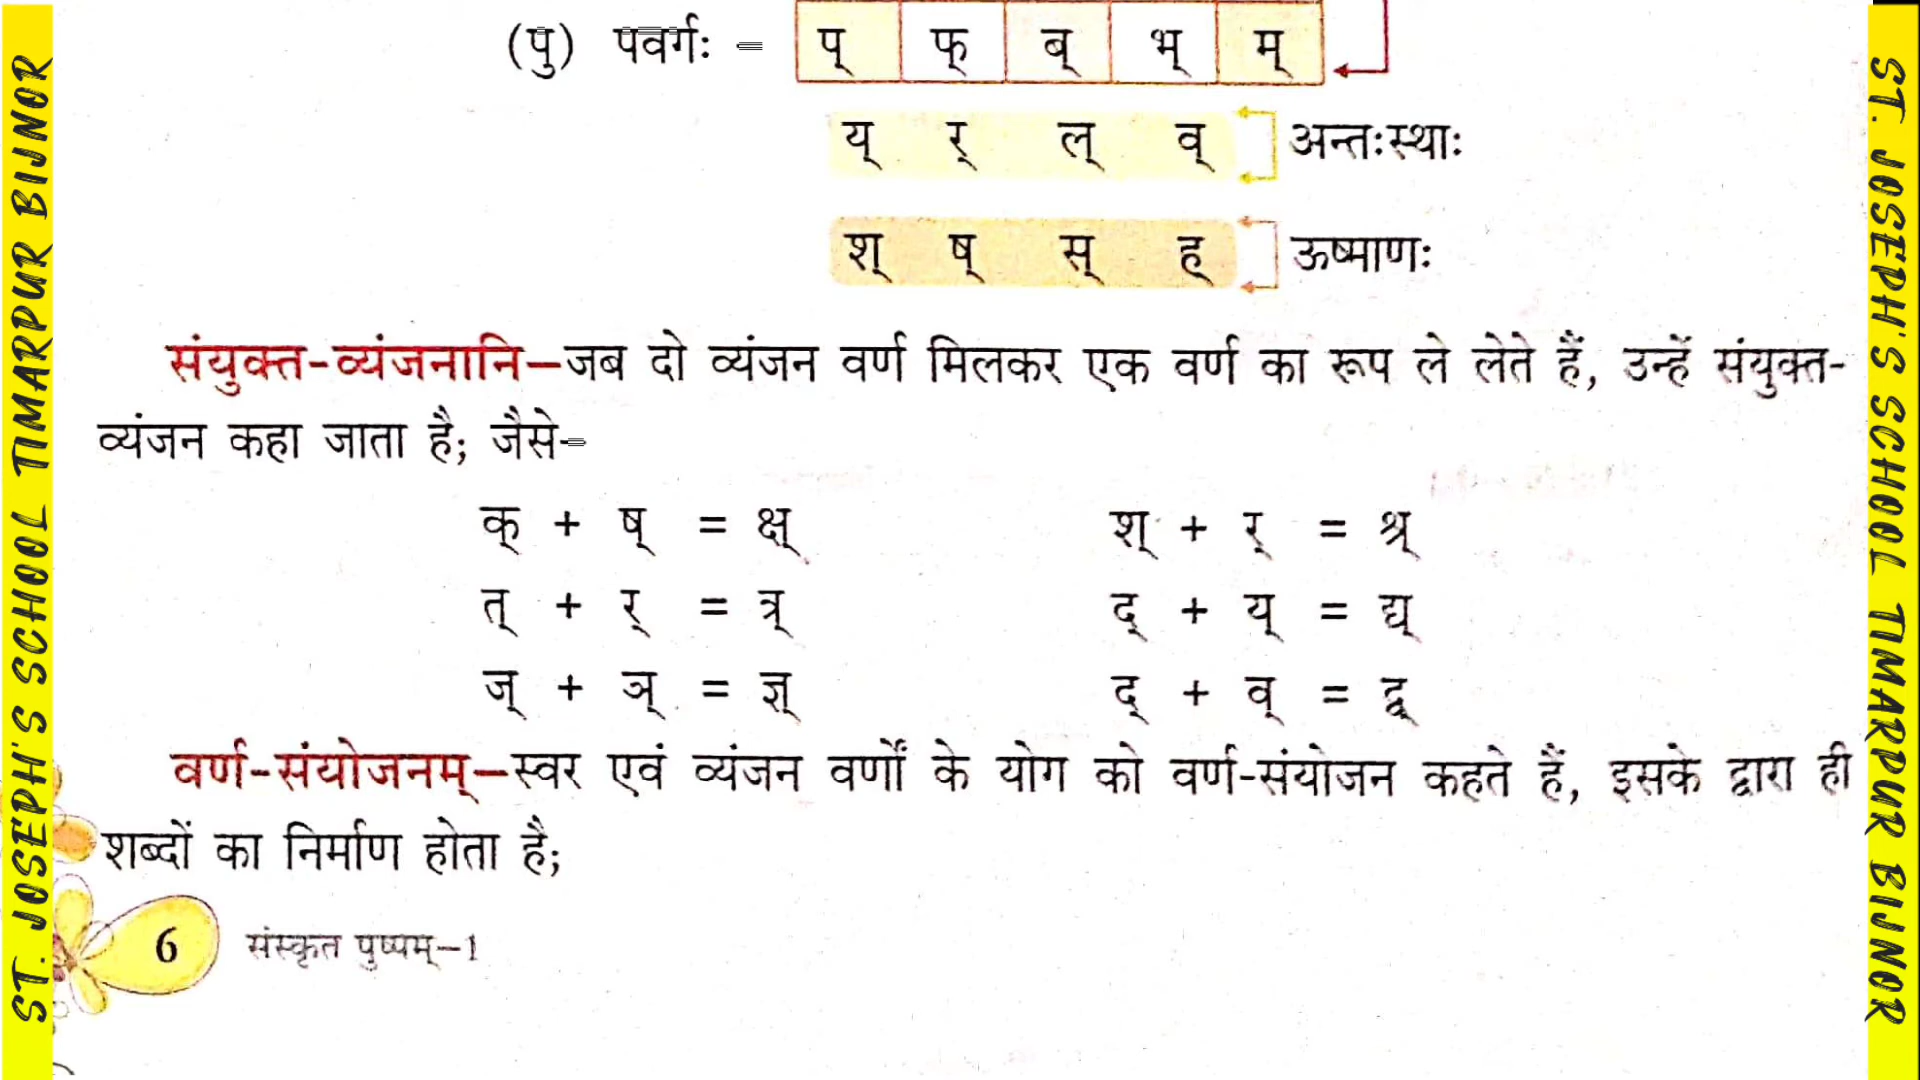 (पु) पवर्गः – प् फ् ब् भ् म्
य् र् ल् व् अन्तःस्थाः
श् ष् स् ह् ऊष्माणः
संयुक्त-व्यंजनानि–जब दो व्यंजन वर्ण मिलकर एक वर्ण का रूप ले लेते हैं, उन्हें संयुक्त-
व्यंजन कहा जाता है; जैसे–
क् + ष् = क्ष् श् + र् = श्र्
त् + र् = त्र् द् + य् = द्य्
ज् + ञ् = ज्ञ् द् + व् = द्व्
वर्ण-संयोजनम्–स्वर एवं व्यंजन वर्णों के योग को वर्ण-संयोजन कहते हैं, इसके द्वारा ही
शब्दों का निर्माण होता है;
6 संस्कृत पुष्पम्–1
ST. JOSEPH'S SCHOOL TIMARPUR BIJNOR
ST. JOSEPH'S SCHOOL TIMARPUR BIJNOR